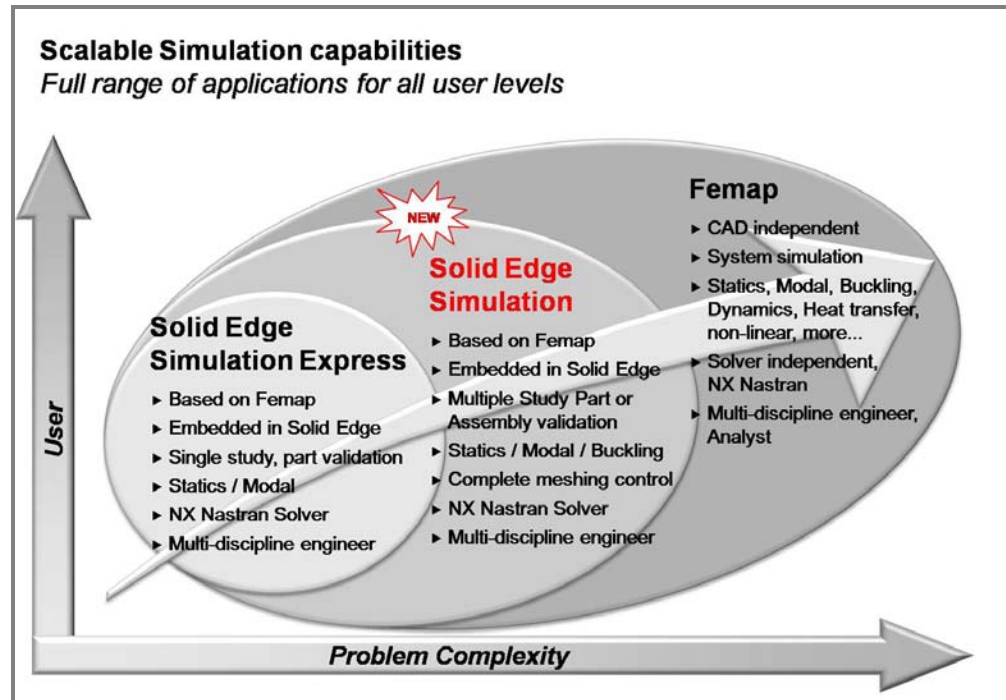 Scalable Simulation capabilities
Full range of applications for all user levels
User
Solid Edge
Simulation Express
► Based on Femap
► Embedded in Solid Edge
► Single study, part validation
► Statics / Modal
► NX Nastran Solver
► Multi-discipline engineer
NEW
Solid Edge
Simulation
► Based on Femap
► Embedded in Solid Edge
► Multiple Study Part or
Assembly validation
► Statics / Modal / Buckling
► Complete meshing control
► NX Nastran Solver
► Multi-discipline engineer
Femap
► CAD independent
► System simulation
► Statics, Modal, Buckling,
Dynamics, Heat transfer,
non-linear, more...
► Solver independent,
NX Nastran
► Multi-discipline engineer,
Analyst
Problem Complexity